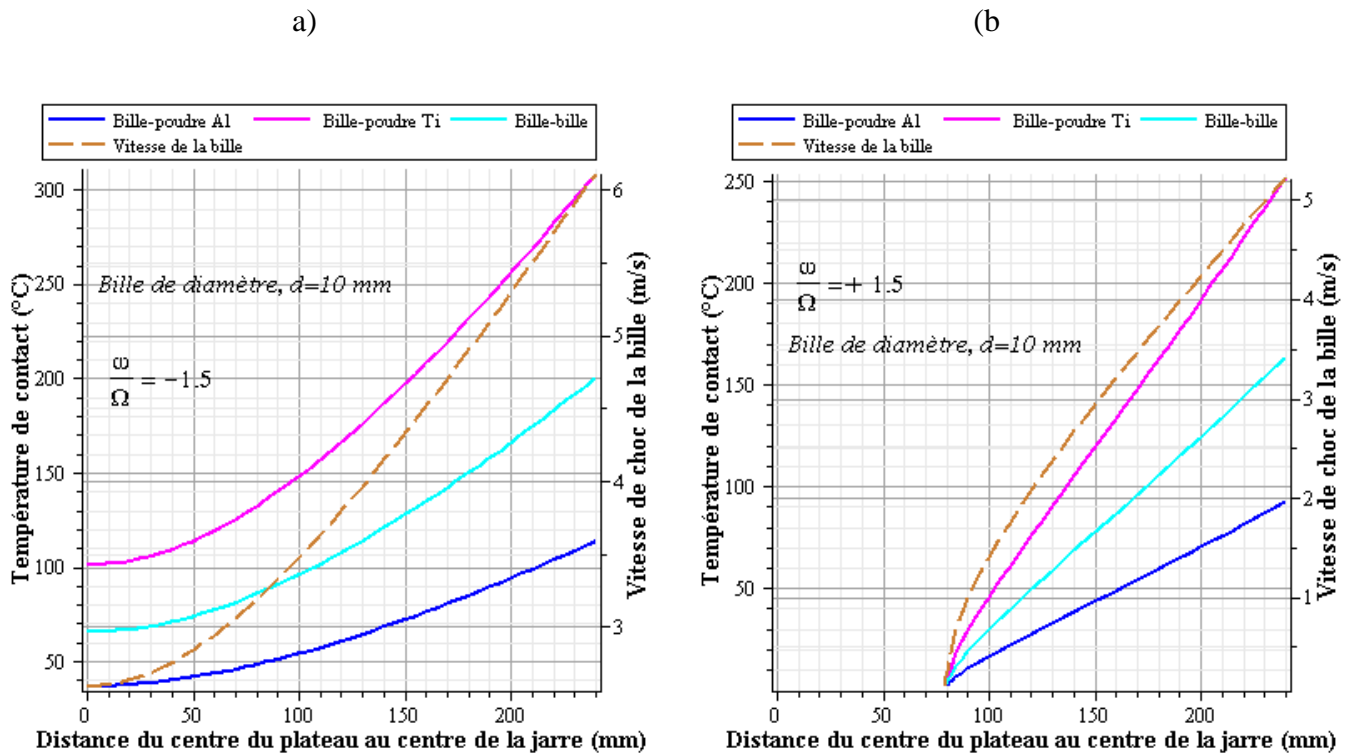 a)
(b
Bille-poudre Al Bille-poudre Ti Bille-bille
Vitesse de la bille
Température de contact (°C)
300
250
200
150
100
50
Bille de diamètre, d=10 mm
ω/Ω = −1.5
6
5
4
3
Vitesse de choc de la bille (m/s)
0 50 100 150 200
Distance du centre du plateau au centre de la jarre (mm)
Bille-poudre Al Bille-poudre Ti Bille-bille
Vitesse de la bille
Température de contact (°C)
250
200
150
100
50
ω/Ω =+ 1.5
Bille de diamètre, d=10 mm
5
4
3
2
1
Vitesse de choc de la bille (m/s)
0 50 100 150 200
Distance du centre du plateau au centre de la jarre (mm)